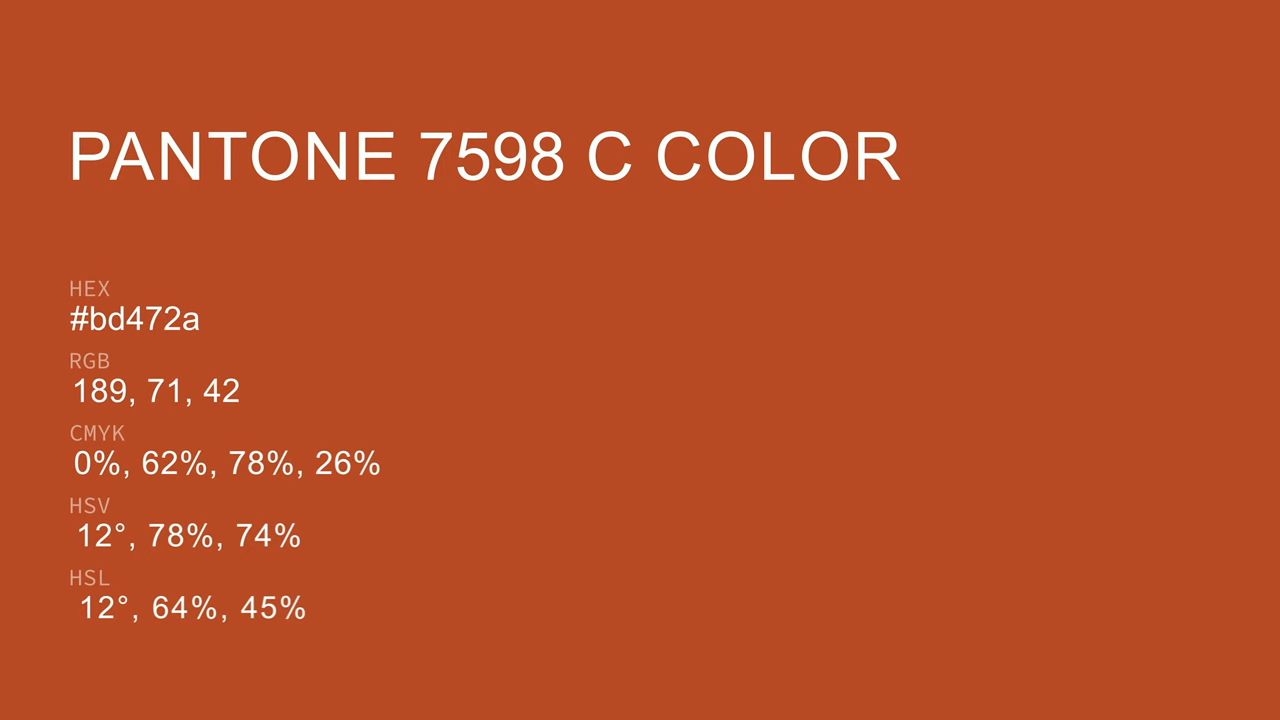 PANTONE 7598 C COLOR
HEX
#bd472a
RGB
189, 71, 42
CMYK
0%, 62%, 78%, 26%
HSV
12°, 78%, 74%
HSL
12°, 64%, 45%